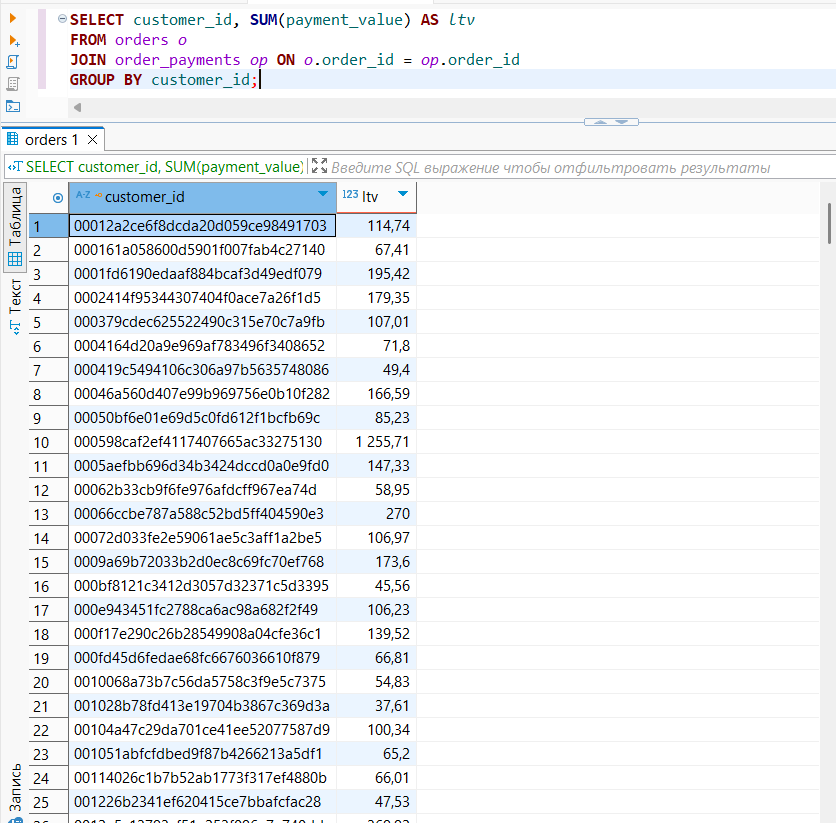 SELECT customer_id, SUM(payment_value) AS ltv
FROM orders o
JOIN order_payments op ON o.order_id = op.order_id
GROUP BY customer_id;
orders 1
SELECT customer_id, SUM(payment_value) Введите SQL выражение чтобы отфильтровать результаты
Таблица
Текст
Запись
A-Z customer_id 123 ltv
1 00012a2ce6f8dcda20d059ce98491703 114,74
2 000161a058600d5901f007fab4c27140 67,41
3 0001fd6190edaaf884bcaf3d49edf079 195,42
4 0002414f95344307404f0ace7a26f1d5 179,35
5 000379cdec625522490c315e70c7a9fb 107,01
6 0004164d20a9e969af783496f3408652 71,8
7 000419c5494106c306a97b5635748086 49,4
8 00046a560d407e99b969756e0b10f282 166,59
9 00050bf6e01e69d5c0fd612f1bcfb69c 85,23
10 000598caf2ef4117407665ac33275130 1 255,71
11 0005aefbb696d34b3424dccd0a0e9fd0 147,33
12 00062b33cb9f6fe976afdcff967ea74d 58,95
13 00066ccbe787a588c52bd5ff404590e3 270
14 00072d033fe2e59061ae5c3aff1a2be5 106,97
15 0009a69b72033b2d0ec8c69fc70ef768 173,6
16 000bf8121c3412d3057d32371c5d3395 45,56
17 000e943451fc2788ca6ac98a682f2f49 106,23
18 000f17e290c26b28549908a04cfe36c1 139,52
19 000fd45d6fedae68fc6676036610f879 66,81
20 0010068a73b7c56da5758c3f9e5c7375 54,83
21 001028b78fd413e19704b3867c369d3a 37,61
22 00104a47c29da701ce41ee52077587d9 100,34
23 001051abfcfdbed9f87b4266213a5df1 65,2
24 00114026c1b7b52ab1773f317ef4880b 66,01
25 001226b2341ef620415ce7bbafcfac28 47,53